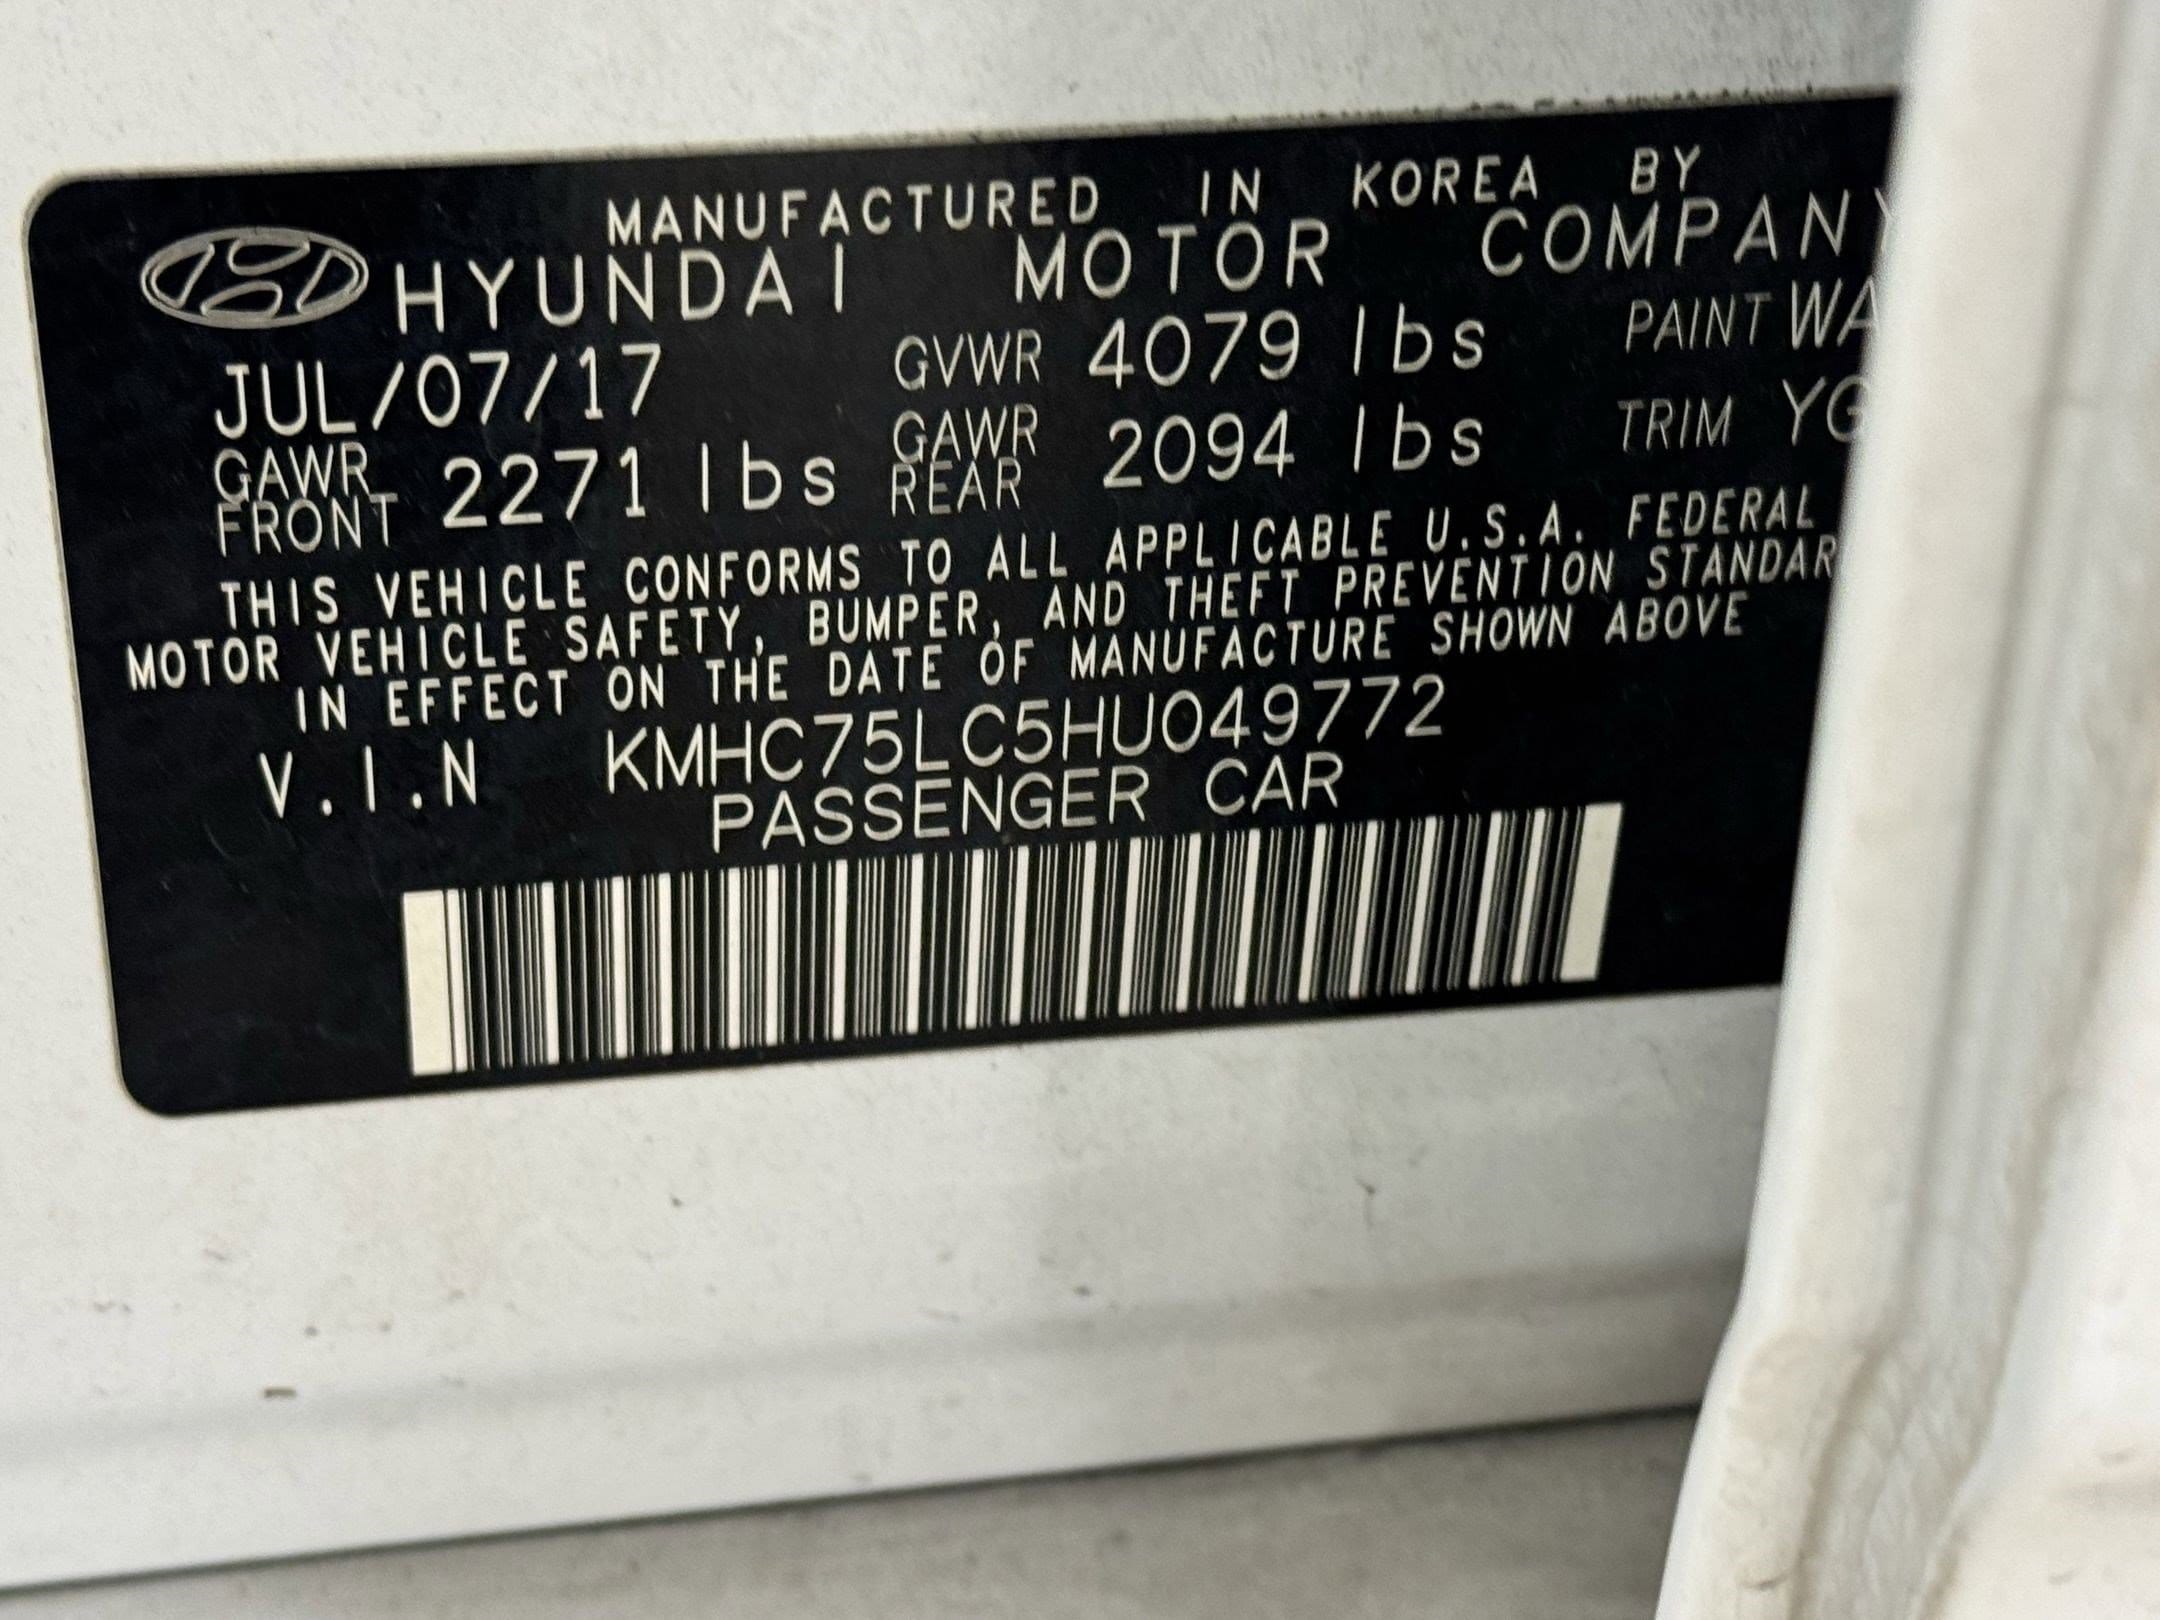 MANUFACTURED IN KOREA BY
HYUNDAI MOTOR COMPANY
JUL/07/17 GVWR 4079 lbs PAINT WA
GAWR FRONT 2271 lbs GAWR REAR 2094 lbs TRIM YG
THIS VEHICLE CONFORMS TO ALL APPLICABLE U.S.A. FEDERAL
MOTOR VEHICLE SAFETY, BUMPER, AND THEFT PREVENTION STANDAR
IN EFFECT ON THE DATE OF MANUFACTURE SHOWN ABOVE
V.I.N KMHC75LC5HU049772
PASSENGER CAR